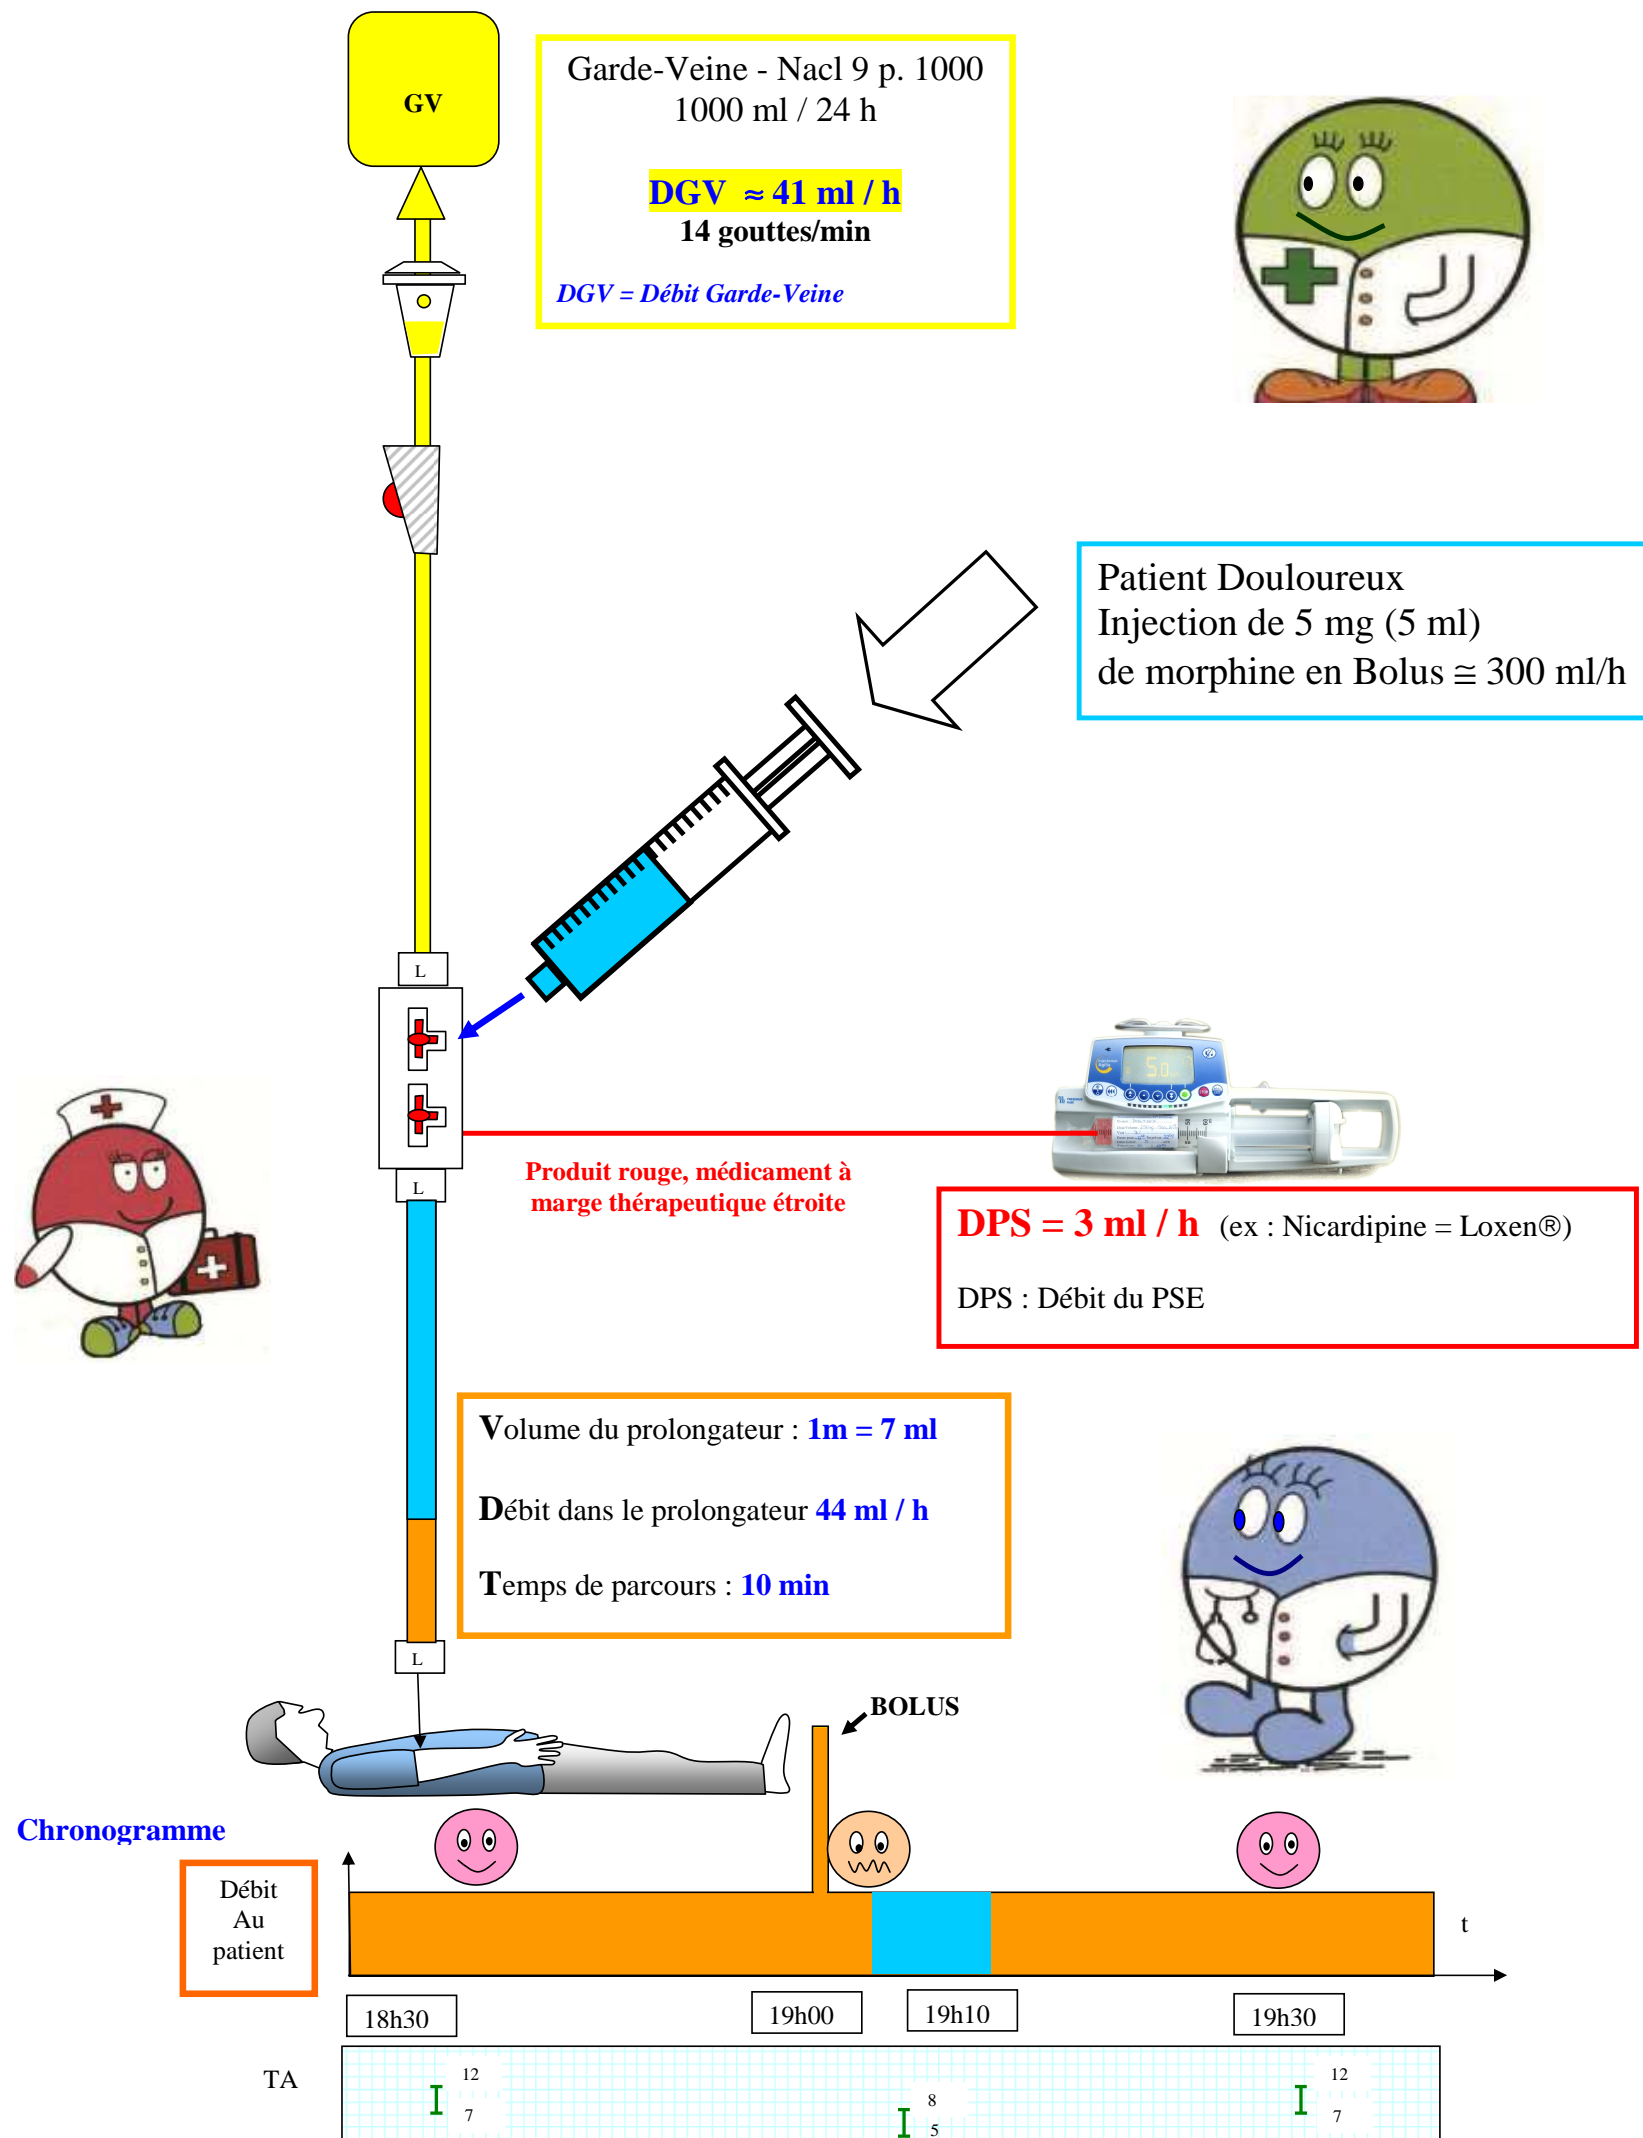 GV
Garde-Veine - Nacl 9 p. 1000
1000 ml / 24 h
DGV ≈ 41 ml / h
14 gouttes/min
DGV = Débit Garde-Veine
Patient Douloureux
Injection de 5 mg (5 ml)
de morphine en Bolus ≅ 300 ml/h
L
5.0
L
Produit rouge, médicament à
marge thérapeutique étroite
DPS = 3 ml / h (ex : Nicardipine = Loxen®)
DPS : Débit du PSE
Volume du prolongateur : 1m = 7 ml
Débit dans le prolongateur 44 ml / h
Temps de parcours : 10 min
L
BOLUS
Chronogramme
Débit
Au
patient
t
18h30
19h00
19h10
19h30
TA
12
7
8
5
12
7